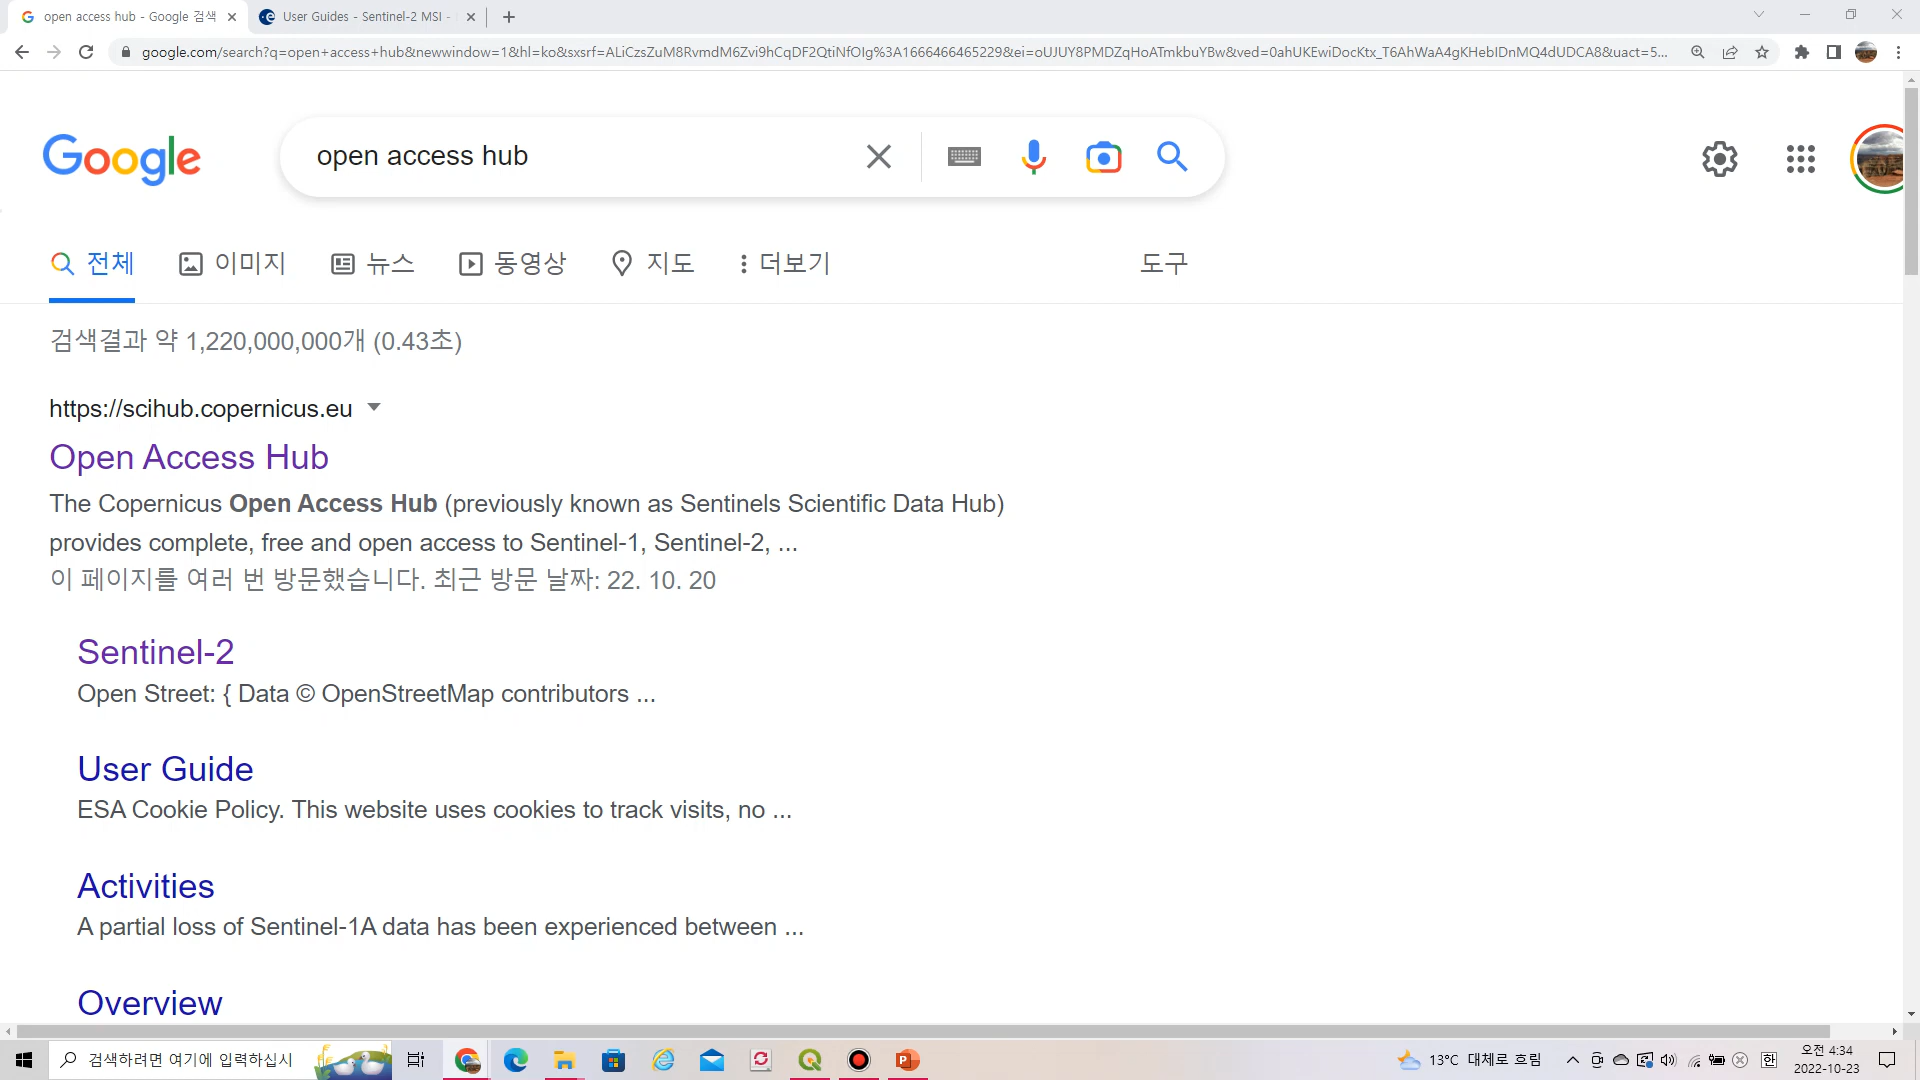 open access hub - Google 검색
User Guides - Sentinel-2 MSI -
google.com/search?q=open+access+hub&newwindow=1&hl=ko&sxsrf=ALiCzsZuM8RvmdM6Zvi9hCqDF2QtiNfOIg%3A1666466465229&ei=oUJUY8PMDZqHoATmkbuYBw&ved=0ahUKEwiDocKtx_T6AhWaA4gKHebIDnMQ4dUDCA8&uact=5...
Google
open access hub
전체 이미지 뉴스 동영상 지도 더보기 도구
검색결과 약 1,220,000,000개 (0.43초)
https://scihub.copernicus.eu
Open Access Hub
The Copernicus Open Access Hub (previously known as Sentinels Scientific Data Hub)
provides complete, free and open access to Sentinel-1, Sentinel-2, ...
이 페이지를 여러 번 방문했습니다. 최근 방문 날짜: 22. 10. 20
Sentinel-2
Open Street: { Data © OpenStreetMap contributors ...
User Guide
ESA Cookie Policy. This website uses cookies to track visits, no ...
Activities
A partial loss of Sentinel-1A data has been experienced between ...
Overview
검색하려면 여기에 입력하십시
13°C 대체로 흐림
한
오전 4:34
2022-10-23